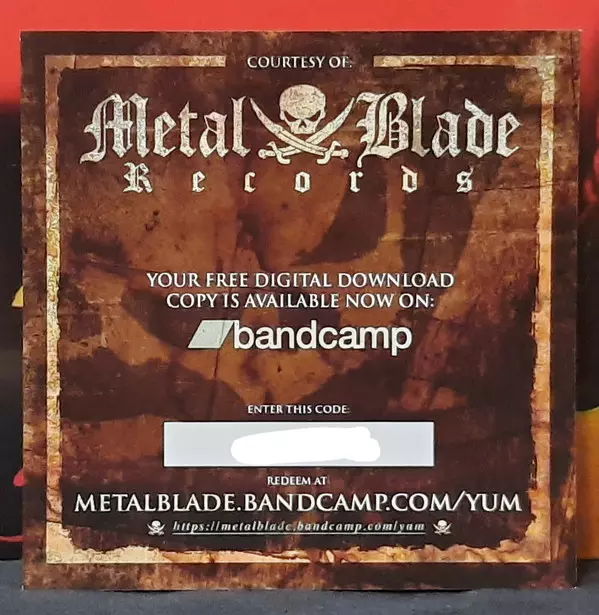 COURTESY OF:
Metal Blade
Records
YOUR FREE DIGITAL DOWNLOAD
COPY IS AVAILABLE NOW ON:
bandcamp
ENTER THIS CODE:
REDEEM AT
METALBLADE.BANDCAMP.COM/YUM
https://metalblade.bandcamp.com/yum